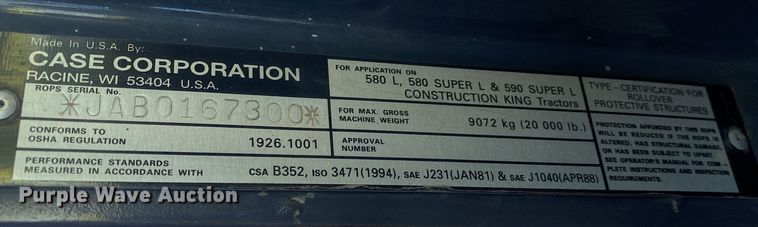 Made in U.S.A. By:
CASE CORPORATION
RACINE, WI 53404 U.S.A.
ROPS SERIAL No.
*JAB0167300*
CONFORMS TO
OSHA REGULATION 1926.1001
PERFORMANCE STANDARDS
MEASURED IN ACCORDANCE WITH CSA B352, ISO 3471(1994), SAE J231(JAN81) & SAE J1040(APR88)
FOR APPLICATION ON
580 L, 580 SUPER L & 590 SUPER L
CONSTRUCTION KING Tractors
FOR MAX. GROSS
MACHINE WEIGHT 9072 kg (20 000 lb.)
APPROVAL
NUMBER
TYPE-CERTIFICATION-FOR
ROLLOVER
PROTECTIVE STRUCTURES
PROTECTION AFFORDED BY THIS ROPS
WILL BE REDUCED IF THE ROPS IS
ALTERED, HAS STRUCTURAL DAMAGE,
OR HAS BEEN SUBJECT TO UPSET.
SEE OPERATOR'S MANUAL FOR COM-
PLETE INSTRUCTIONS AND INSPECTION
REQUIREMENTS.
Purple Wave Auction